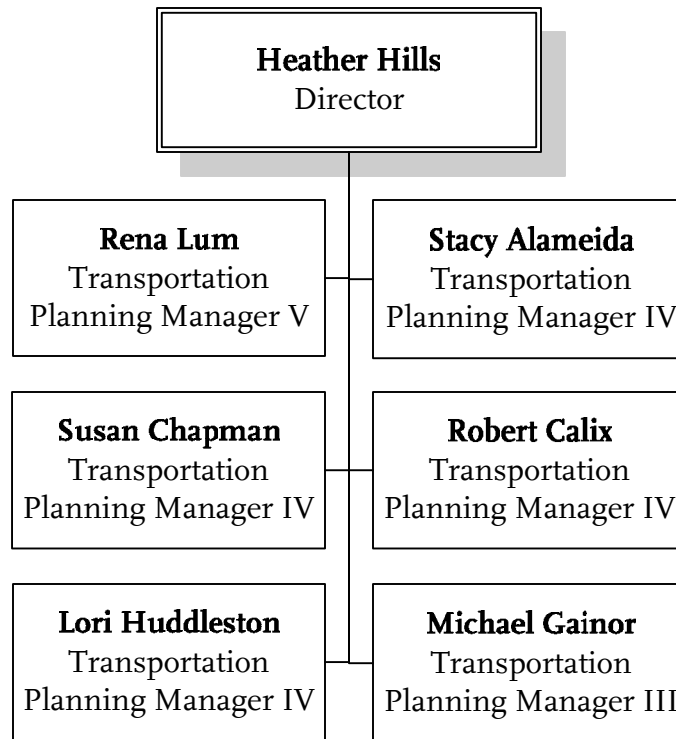 Heather Hills
Director
Rena Lum
Transportation
Planning Manager V
Stacy Alameida
Transportation
Planning Manager IV
Susan Chapman
Transportation
Planning Manager IV
Robert Calix
Transportation
Planning Manager IV
Lori Huddleston
Transportation
Planning Manager IV
Michael Gainor
Transportation
Planning Manager III